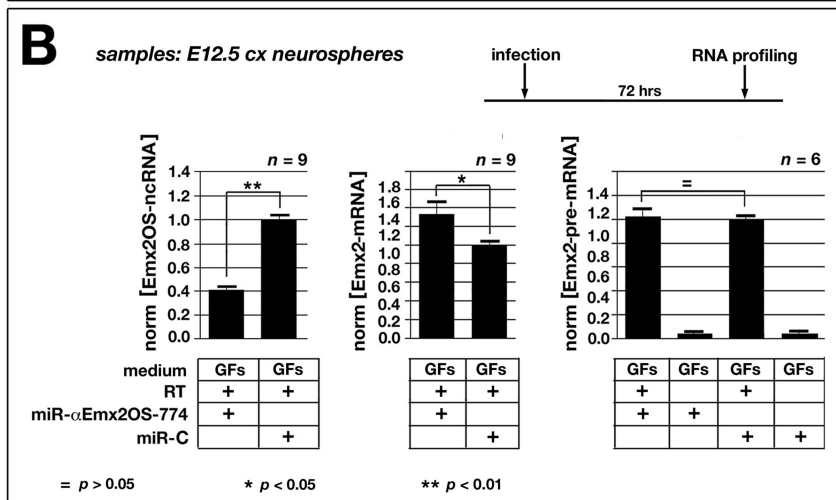 B
samples: E12.5 cx neurospheres
infection
RNA profiling
72 hrs
norm [Emx2OS-ncRNA]
n = 9
1.4
1.2
1.0
0.8
0.6
0.4
0.2
0.0
**
norm [Emx2-mRNA]
n = 9
1.8
1.6
1.4
1.2
1.0
0.8
0.6
0.4
0.2
0.0
*
norm [Emx2-pre-mRNA]
n = 6
1.4
1.2
1.0
0.8
0.6
0.4
0.2
0.0
=
medium GFs GFs GFs GFs GFs GFs GFs GFs
RT + + + + + +
miR-αEmx2OS-774 + + + +
miR-C + + + +
= p > 0.05 * p < 0.05 ** p < 0.01